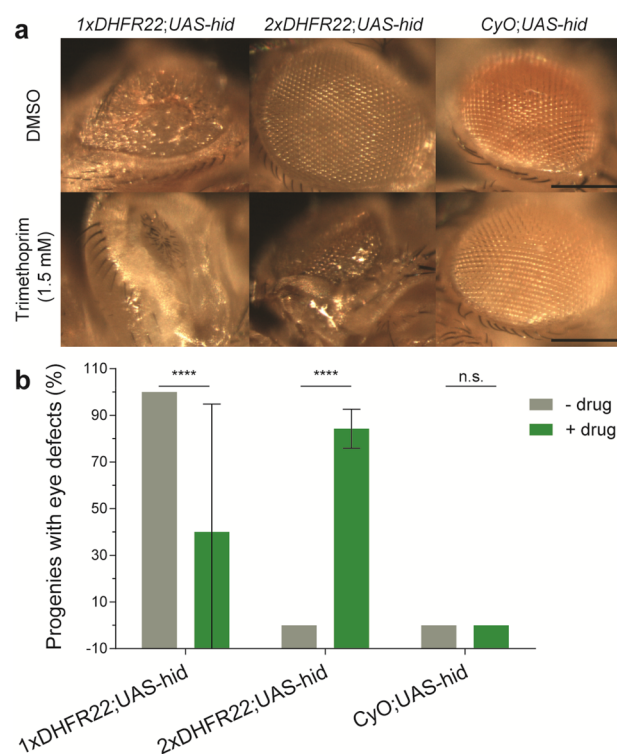 a
1xDHFR22;UAS-hid 2xDHFR22;UAS-hid CyO;UAS-hid
DMSO
Trimethoprim
(1.5 mM)
b
Progenies with eye defects (%)
110
90
70
50
30
10
-10
**** **** n.s.
- drug
+ drug
1xDHFR22;UAS-hid
2xDHFR22;UAS-hid
CyO;UAS-hid